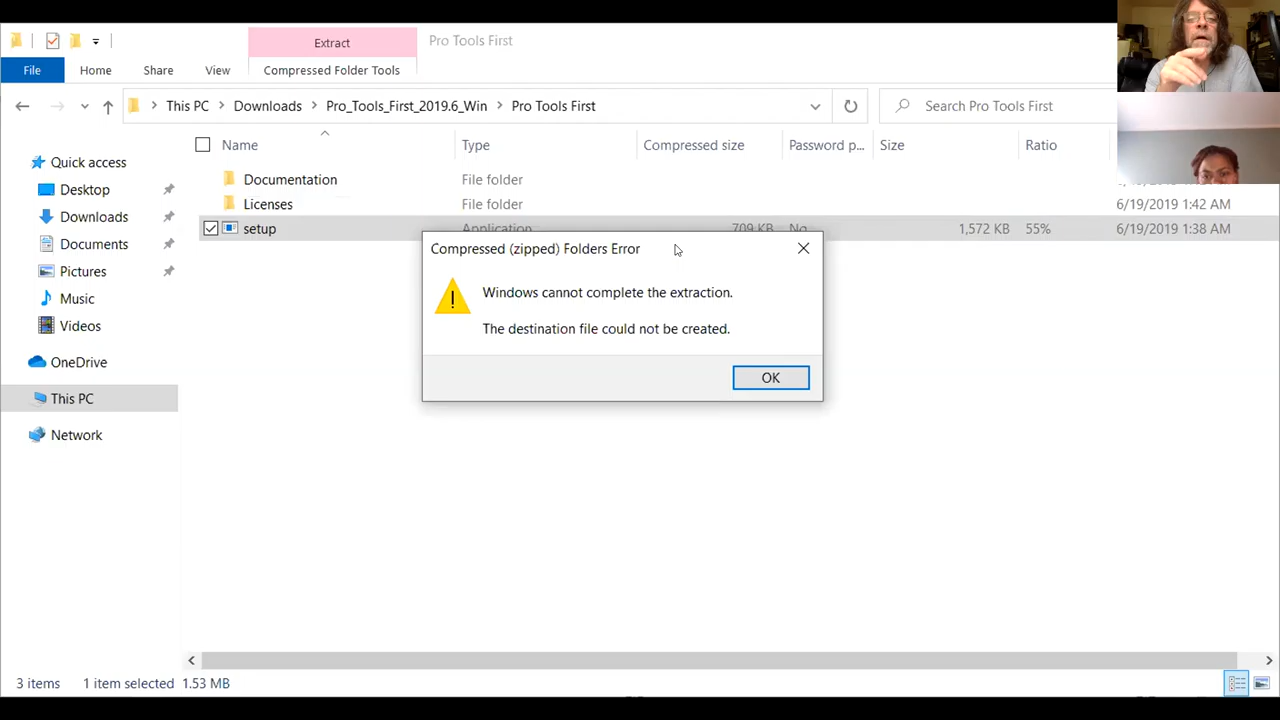 Extract
Pro Tools First
File
Home
Share
View
Compressed Folder Tools
This PC
Downloads
Pro_Tools_First_2019.6_Win
Pro Tools First
Search Pro Tools First
Name
Type
Compressed size
Password p...
Size
Ratio
Quick access
Desktop
Downloads
Documents
Pictures
Music
Videos
OneDrive
This PC
Network
Documentation
File folder
Licenses
File folder
6/19/2019 1:42 AM
setup
Application
709 KB
No
1,572 KB
55%
6/19/2019 1:38 AM
Compressed (zipped) Folders Error
Windows cannot complete the extraction.
The destination file could not be created.
OK
3 items
1 item selected
1.53 MB